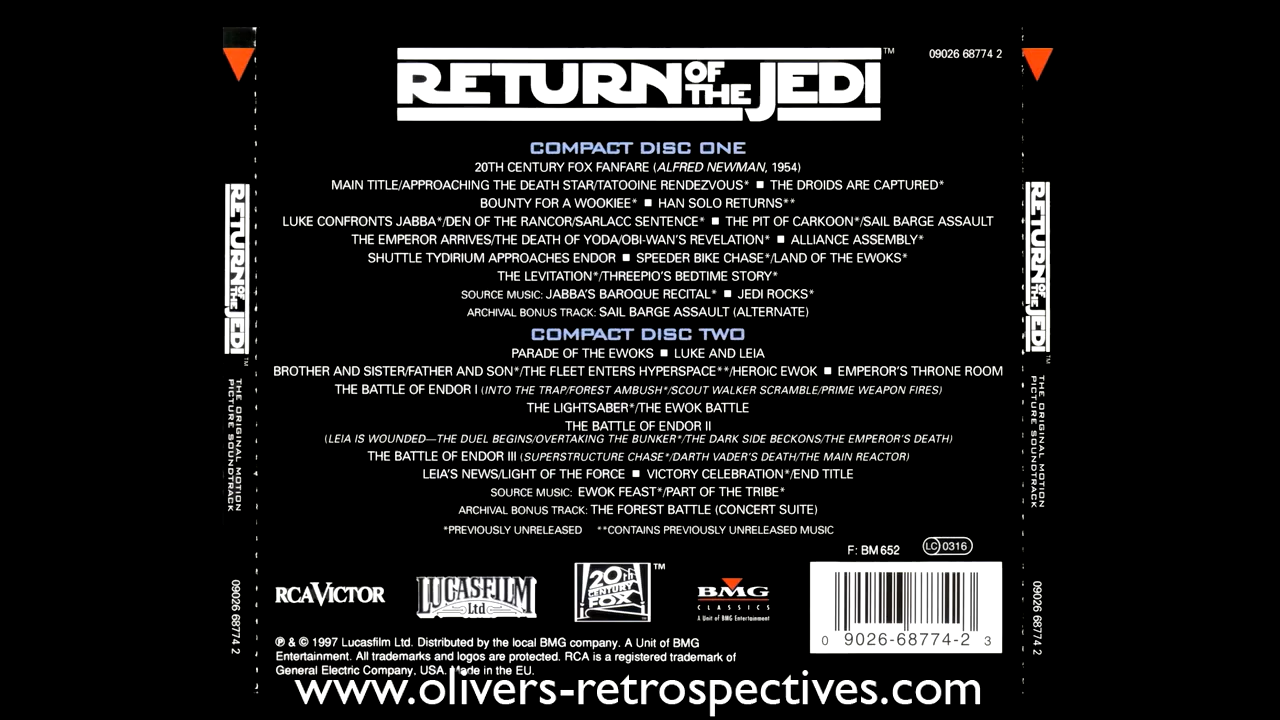 RETURN OF THE JEDI™
09026 68774 2
COMPACT DISC ONE
20TH CENTURY FOX FANFARE (ALFRED NEWMAN, 1954)
MAIN TITLE/APPROACHING THE DEATH STAR/TATOOINE RENDEZVOUS* ■ THE DROIDS ARE CAPTURED*
BOUNTY FOR A WOOKIEE* ■ HAN SOLO RETURNS**
LUKE CONFRONTS JABBA*/DEN OF THE RANCOR/SARLACC SENTENCE* ■ THE PIT OF CARKOON*/SAIL BARGE ASSAULT
THE EMPEROR ARRIVES/THE DEATH OF YODA/OBI-WAN'S REVELATION* ■ ALLIANCE ASSEMBLY*
SHUTTLE TYDIRIUM APPROACHES ENDOR ■ SPEEDER BIKE CHASE*/LAND OF THE EWOKS*
THE LEVITATION*/THREEPIO'S BEDTIME STORY*
SOURCE MUSIC: JABBA'S BAROQUE RECITAL* ■ JEDI ROCKS*
ARCHIVAL BONUS TRACK: SAIL BARGE ASSAULT (ALTERNATE)
COMPACT DISC TWO
PARADE OF THE EWOKS ■ LUKE AND LEIA
BROTHER AND SISTER/FATHER AND SON*/THE FLEET ENTERS HYPERSPACE**/HEROIC EWOK ■ EMPEROR'S THRONE ROOM
THE BATTLE OF ENDOR I (INTO THE TRAP/FOREST AMBUSH*/SCOUT WALKER SCRAMBLE/PRIME WEAPON FIRES)
THE LIGHTSABER*/THE EWOK BATTLE
THE BATTLE OF ENDOR II
(LEIA IS WOUNDED—THE DUEL BEGINS/OVERTAKING THE BUNKER*/THE DARK SIDE BECKONS/THE EMPEROR'S DEATH)
THE BATTLE OF ENDOR III (SUPERSTRUCTURE CHASE*/DARTH VADER'S DEATH/THE MAIN REACTOR)
LEIA'S NEWS/LIGHT OF THE FORCE ■ VICTORY CELEBRATION*/END TITLE
SOURCE MUSIC: EWOK FEAST*/PART OF THE TRIBE*
ARCHIVAL BONUS TRACK: THE FOREST BATTLE (CONCERT SUITE)
*PREVIOUSLY UNRELEASED **CONTAINS PREVIOUSLY UNRELEASED MUSIC
F: BM 652
LC 0316
RCA VICTOR
LUCASFILM Ltd
20th CENTURY FOX™
BMG
CLASSICS
A Unit of BMG Entertainment
0 9026-68774-2 3
℗ & © 1997 Lucasfilm Ltd. Distributed by the local BMG company. A Unit of BMG
Entertainment. All trademarks and logos are protected. RCA is a registered trademark of
General Electric Company, USA. Made in the EU.
RETURN OF THE JEDI™
THE ORIGINAL MOTION
PICTURE SOUNDTRACK
09026 68774 2
RETURN OF THE JEDI™
THE ORIGINAL MOTION
PICTURE SOUNDTRACK
09026 68774 2
www.olivers-retrospectives.com